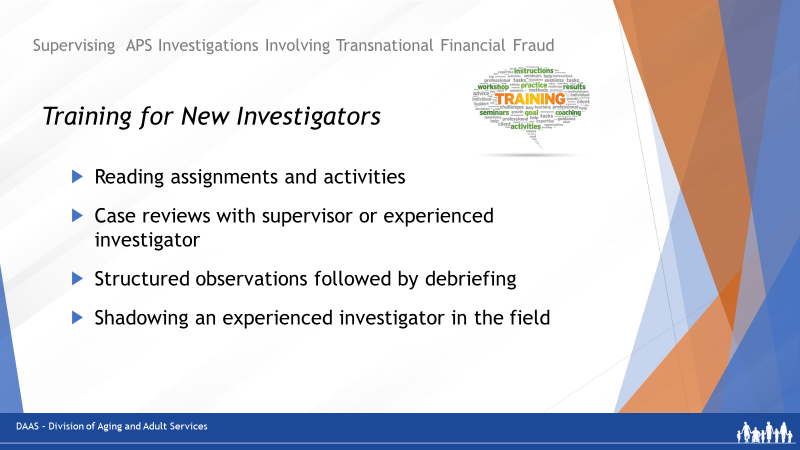 Supervising APS Investigations Involving Transnational Financial Fraud
instructions
workshop
practice
results
TRAINING
seminars
goal
coaching
activities
Training for New Investigators
Reading assignments and activities
Case reviews with supervisor or experienced
investigator
Structured observations followed by debriefing
Shadowing an experienced investigator in the field
DAAS – Division of Aging and Adult Services